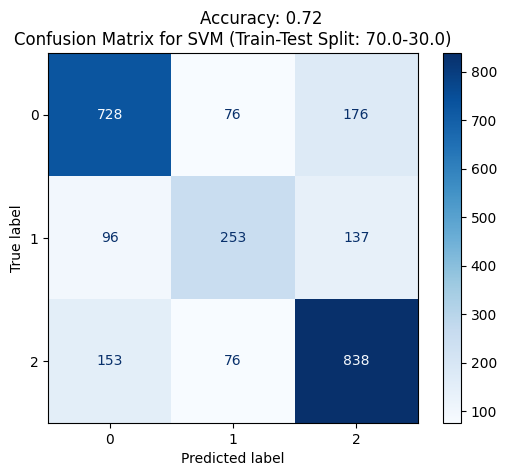 Accuracy: 0.72
Confusion Matrix for SVM (Train-Test Split: 70.0-30.0)
True label
0
728 76 176
1
96 253 137
2
153 76 838
0 1 2
Predicted label
800
700
600
500
400
300
200
100